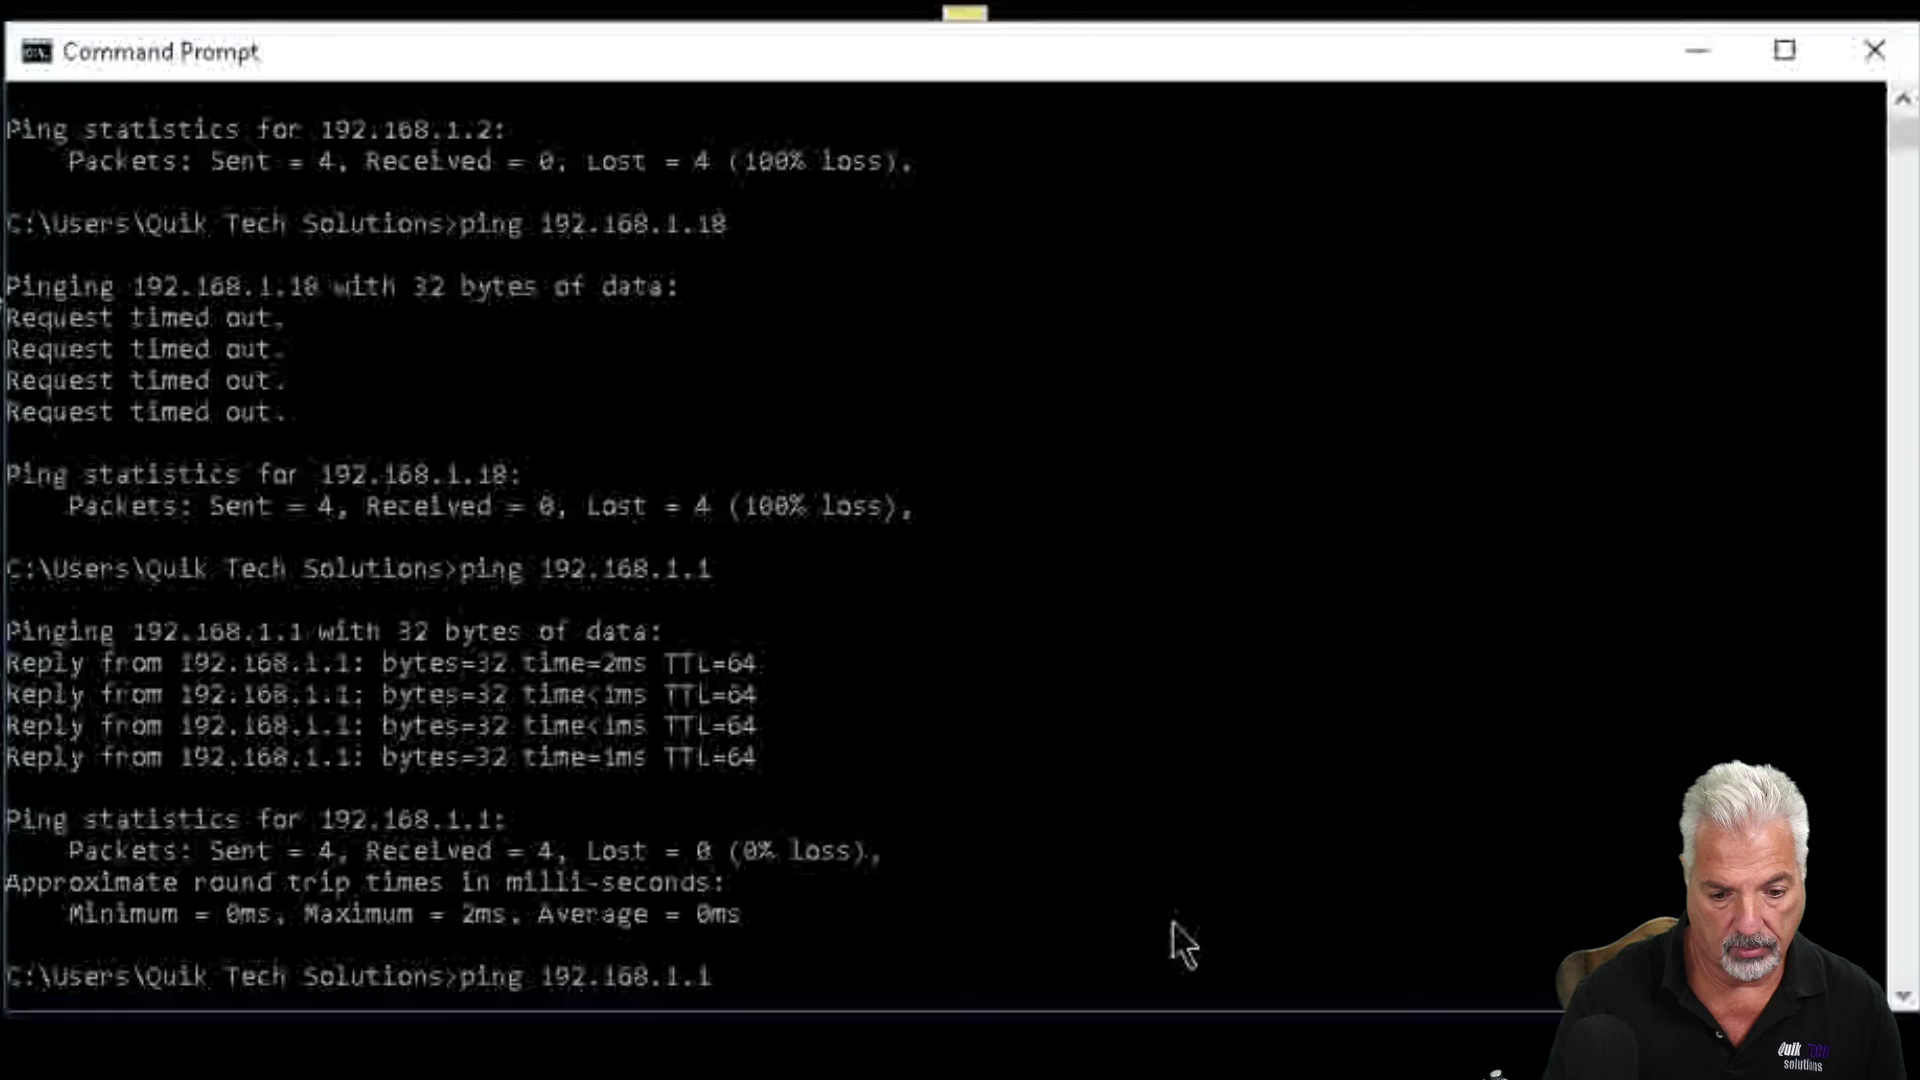 Command Prompt
Ping statistics for 192.168.1.2:
Packets: Sent = 4, Received = 0, Lost = 4 (100% loss),
C:\Users\Quik Tech Solutions>ping 192.168.1.18
Pinging 192.168.1.18 with 32 bytes of data:
Request timed out.
Request timed out.
Request timed out.
Request timed out.
Ping statistics for 192.168.1.18:
Packets: Sent = 4, Received = 0, Lost = 4 (100% loss),
C:\Users\Quik Tech Solutions>ping 192.168.1.1
Pinging 192.168.1.1 with 32 bytes of data:
Reply from 192.168.1.1: bytes=32 time=2ms TTL=64
Reply from 192.168.1.1: bytes=32 time<1ms TTL=64
Reply from 192.168.1.1: bytes=32 time<1ms TTL=64
Reply from 192.168.1.1: bytes=32 time=1ms TTL=64
Ping statistics for 192.168.1.1:
Packets: Sent = 4, Received = 4, Lost = 0 (0% loss),
Approximate round trip times in milli-seconds:
Minimum = 0ms, Maximum = 2ms, Average = 0ms
C:\Users\Quik Tech Solutions>ping 192.168.1.1
Quik TECH
solutions